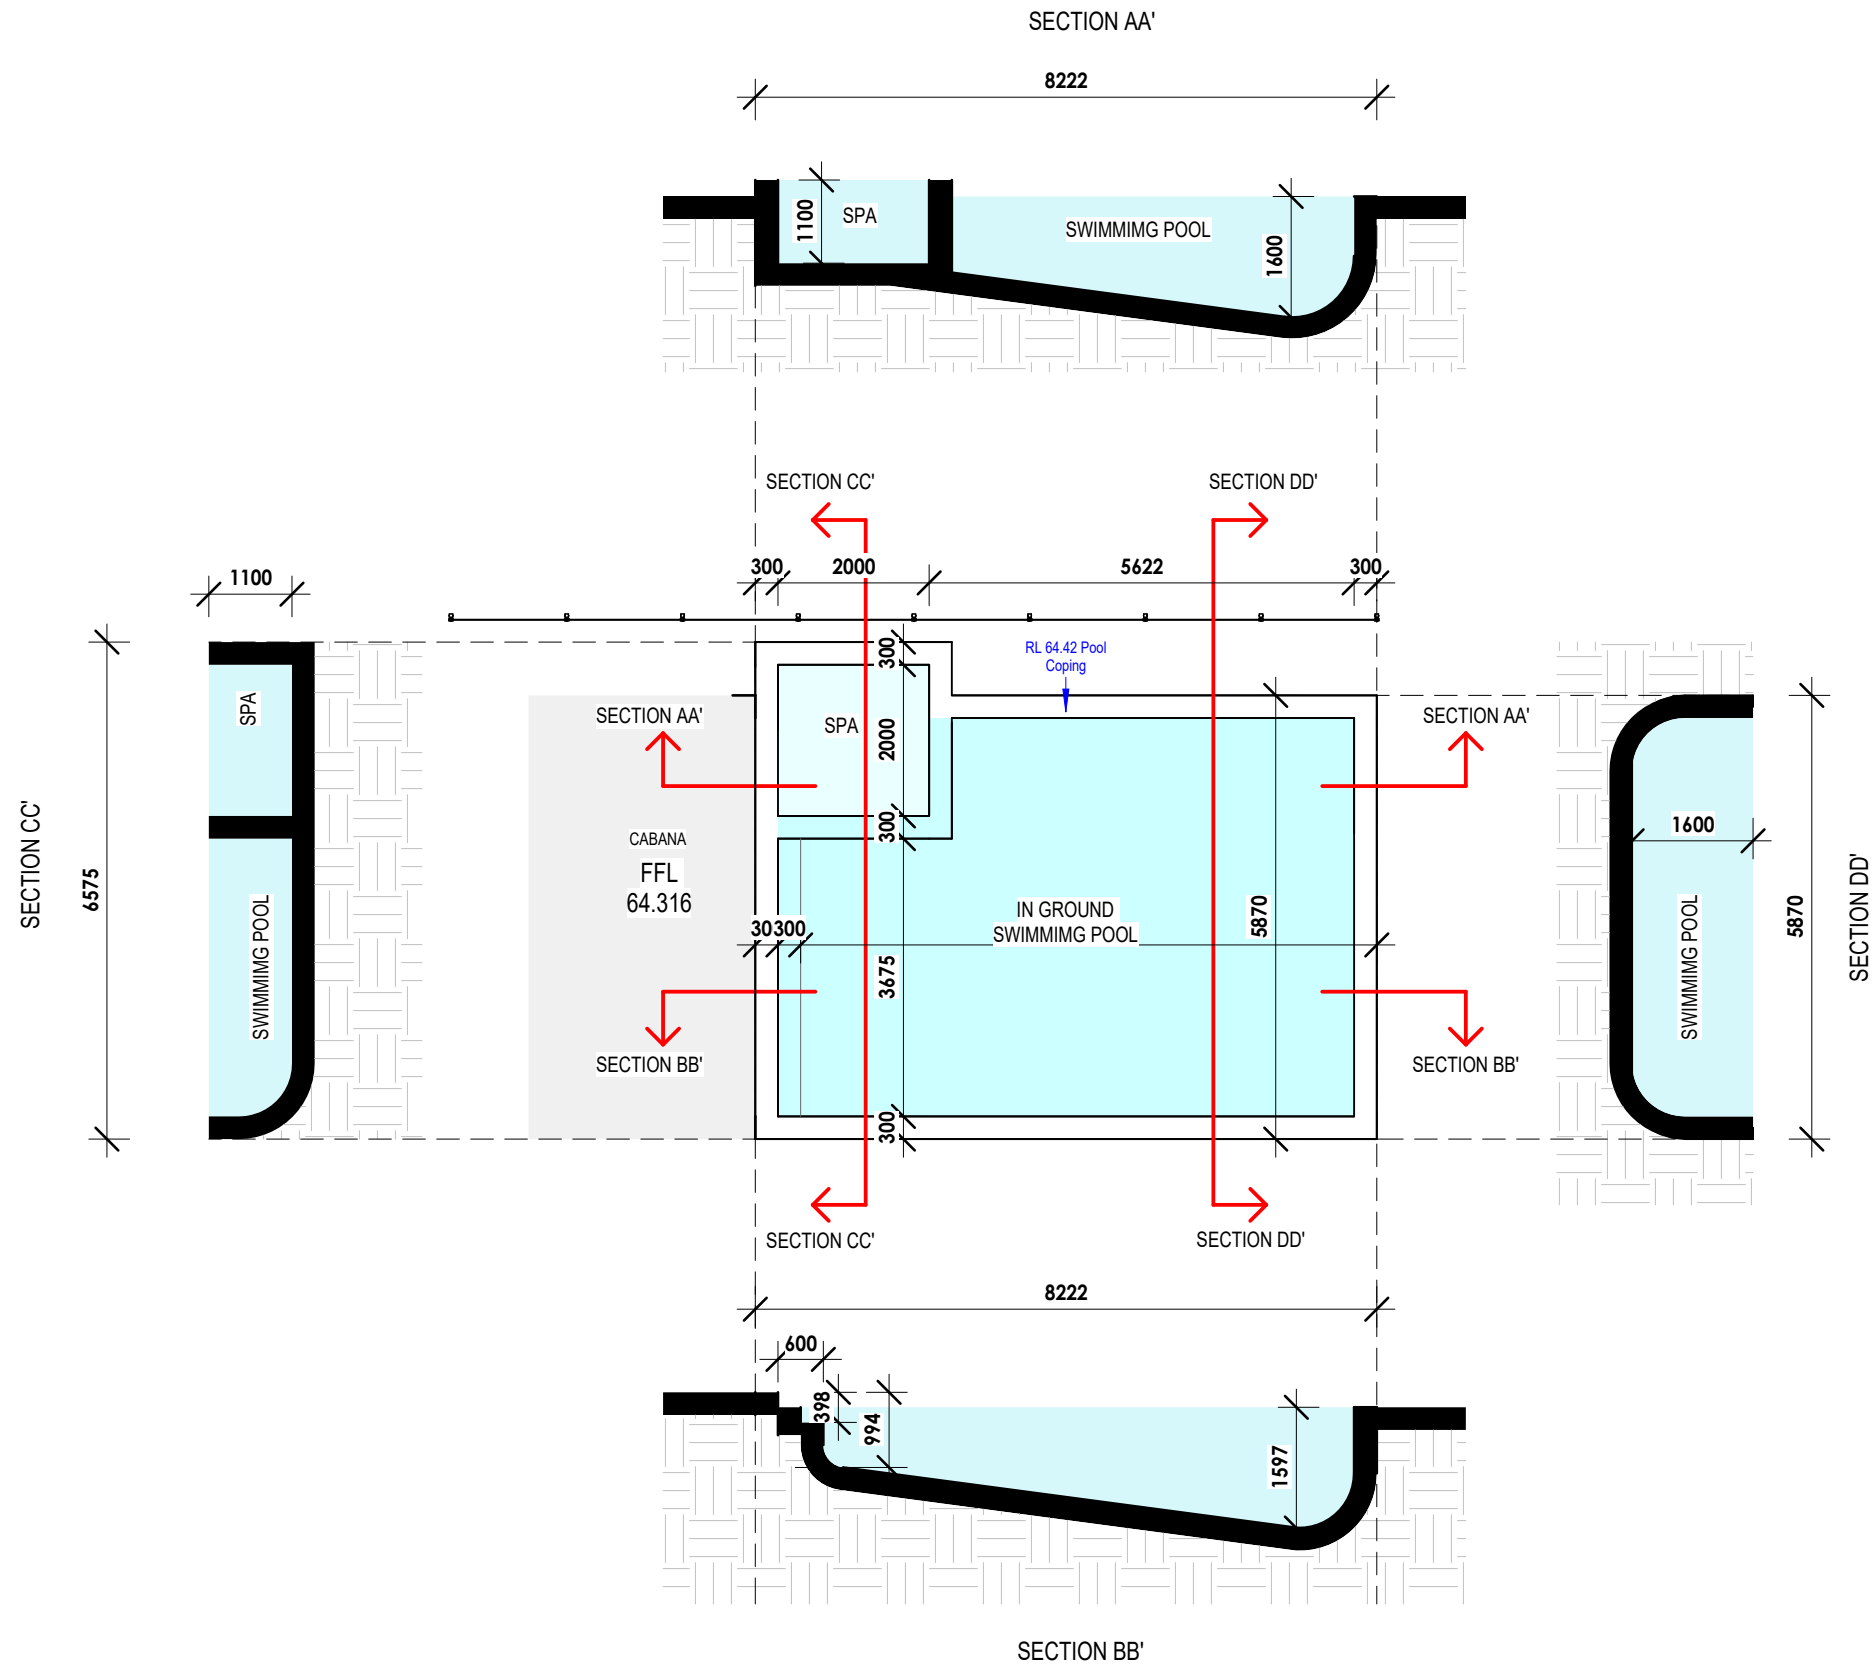 SECTION AA'
8222
1100
SPA
SWIMMIMG POOL
1600
SECTION CC'
SECTION DD'
300
2000
5622
300
1100
300
RL 64.42 Pool
Coping
SPA
SECTION AA'
SPA
2000
SECTION AA'
300
1600
CABANA
FFL
64.316
SECTION CC'
6575
SWIMMIMG POOL
30
300
3675
IN GROUND
SWIMMIMG POOL
5870
SWIMMIMG POOL
5870
SECTION DD'
SECTION BB'
SECTION BB'
300
SECTION CC'
SECTION DD'
8222
600
398
994
1597
SECTION BB'